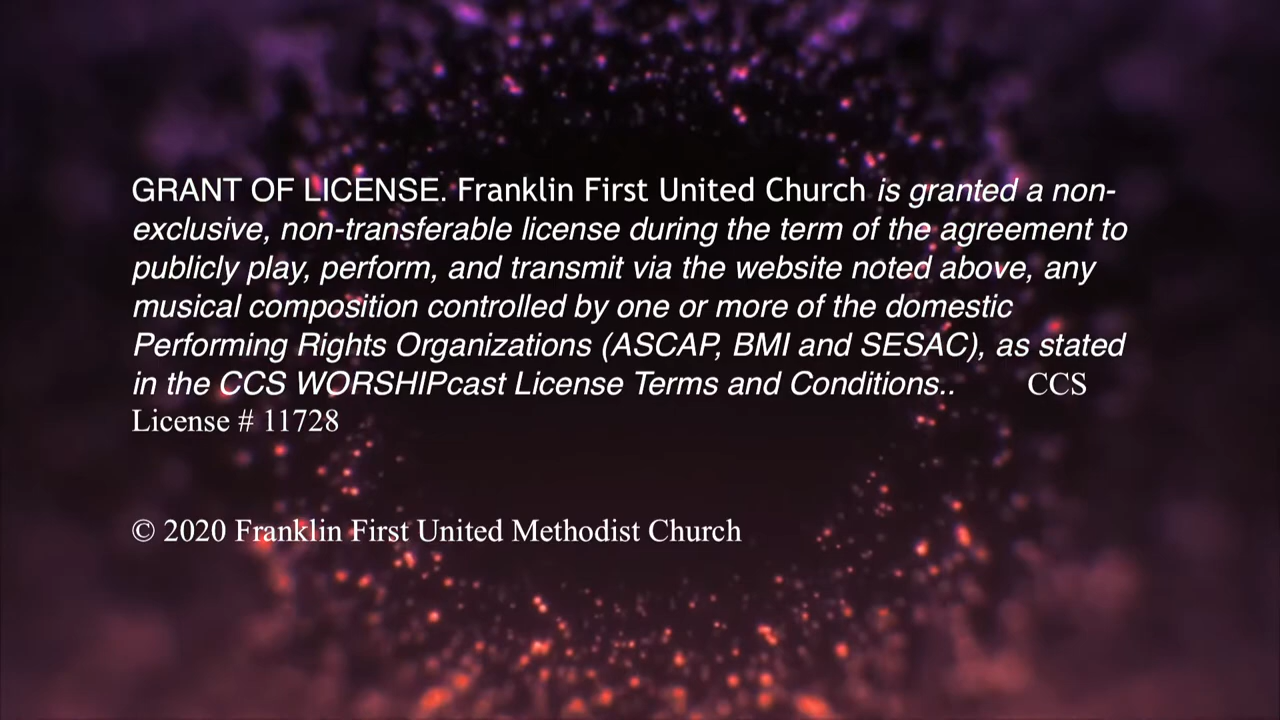 GRANT OF LICENSE. Franklin First United Church is granted a non-
exclusive, non-transferable license during the term of the agreement to
publicly play, perform, and transmit via the website noted above, any
musical composition controlled by one or more of the domestic
Performing Rights Organizations (ASCAP, BMI and SESAC), as stated
in the CCS WORSHIPcast License Terms and Conditions.. CCS
License # 11728
© 2020 Franklin First United Methodist Church